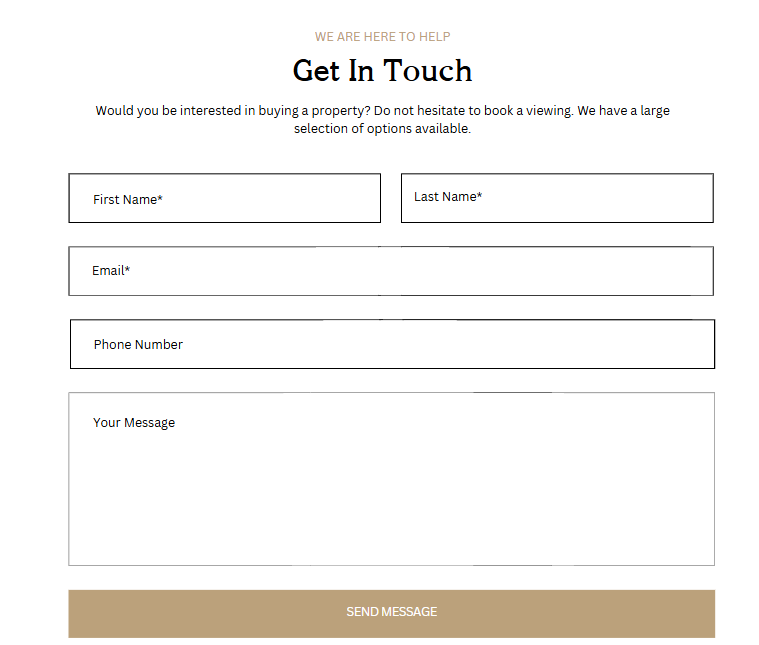 WE ARE HERE TO HELP
Get In Touch
Would you be interested in buying a property? Do not hesitate to book a viewing. We have a large
selection of options available.
First Name*
Last Name*
Email*
Phone Number
Your Message
SEND MESSAGE